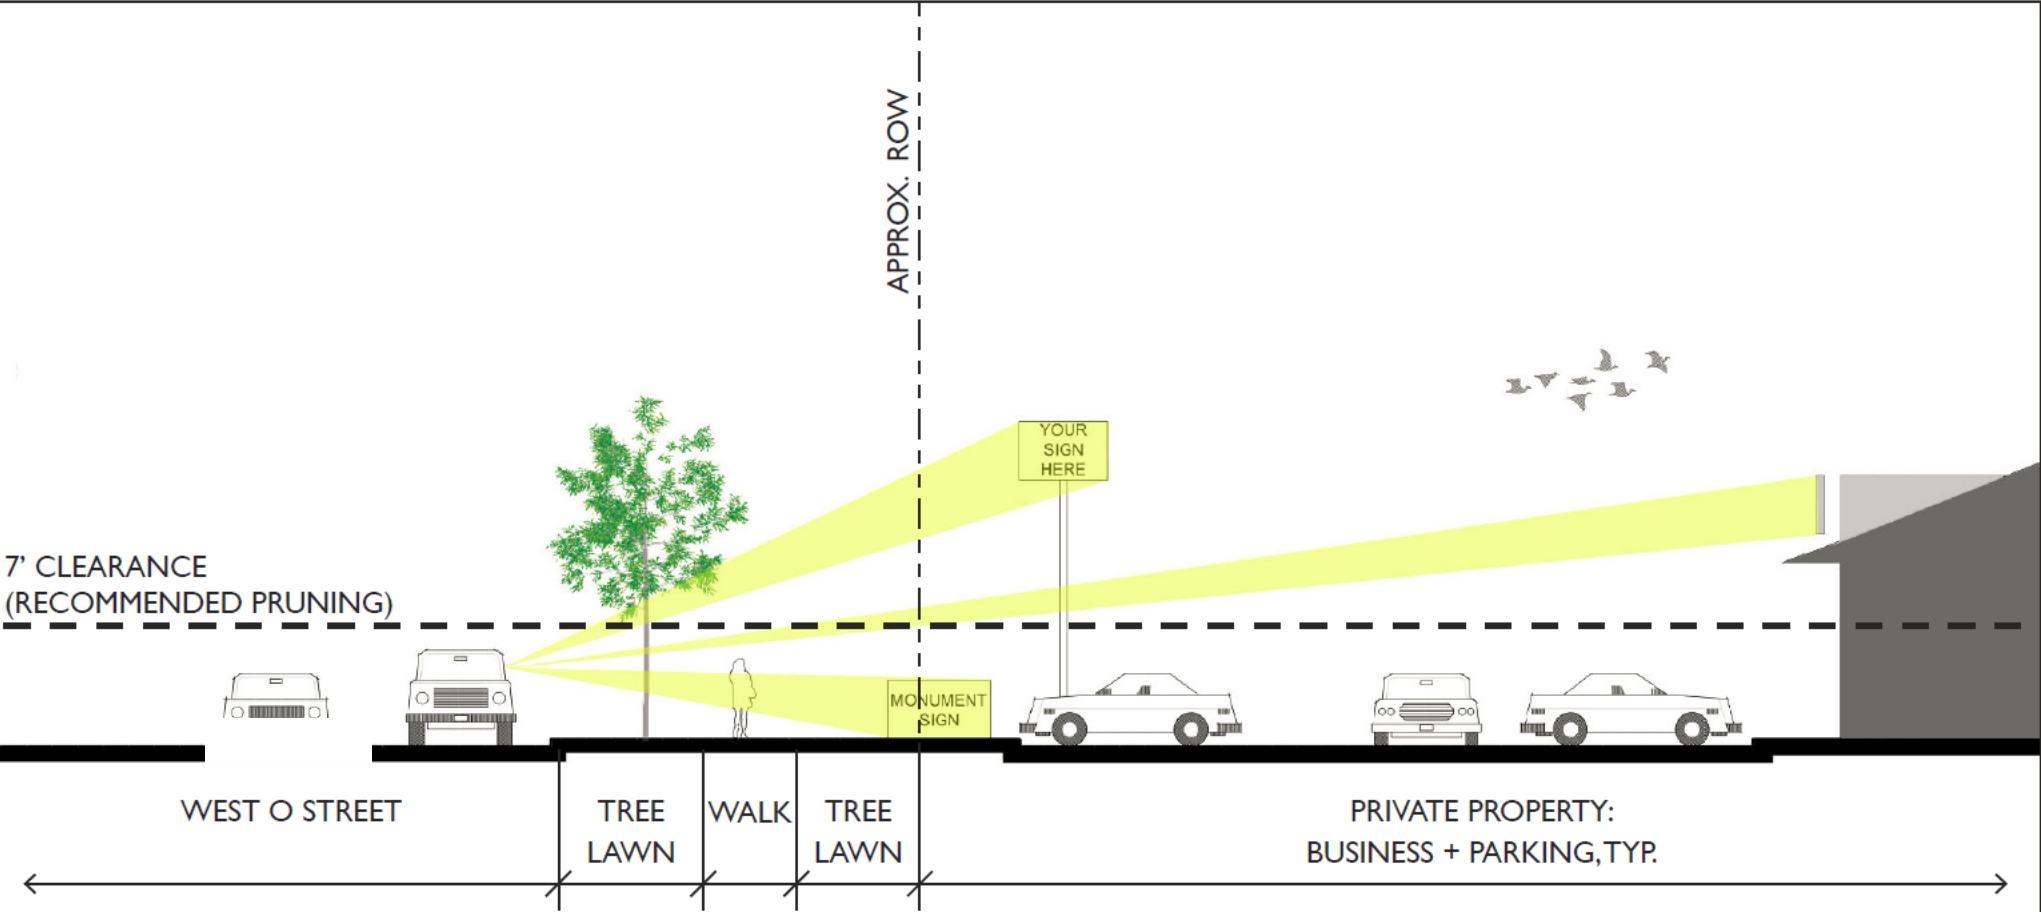 APPROX. ROW
YOUR
SIGN
HERE
7’ CLEARANCE
(RECOMMENDED PRUNING)
MONUMENT
SIGN
WEST O STREET
TREE
LAWN
WALK
TREE
LAWN
PRIVATE PROPERTY:
BUSINESS + PARKING, TYP.